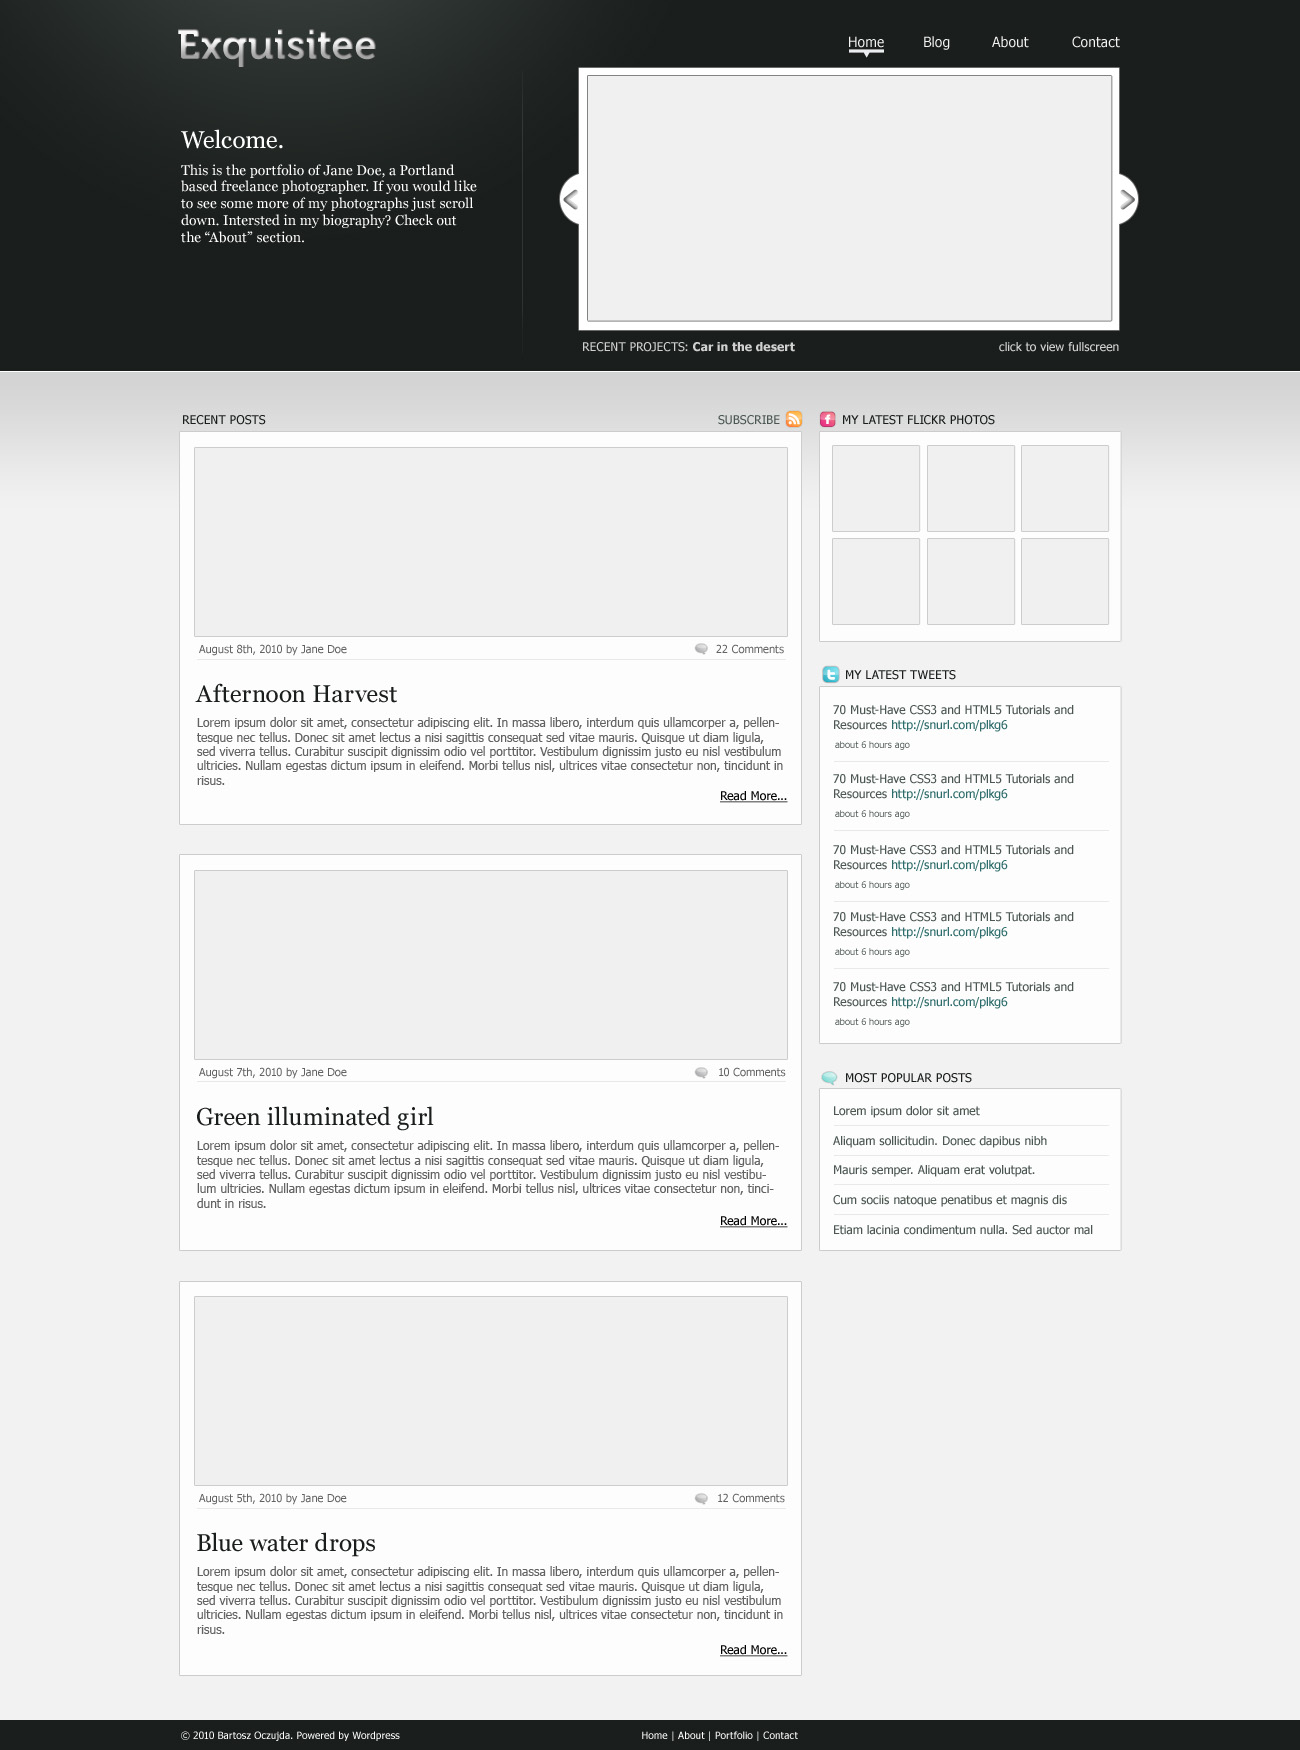 Exquisitee
Home
Blog
About
Contact
Welcome.
This is the portfolio of Jane Doe, a Portland
based freelance photographer. If you would like
to see some more of my photographs just scroll
down. Intersted in my biography? Check out
the “About” section.
RECENT PROJECTS: Car in the desert
click to view fullscreen
RECENT POSTS
SUBSCRIBE
August 8th, 2010 by Jane Doe
22 Comments
Afternoon Harvest
Lorem ipsum dolor sit amet, consectetur adipiscing elit. In massa libero, interdum quis ullamcorper a, pellen-
tesque nec tellus. Donec sit amet lectus a nisi sagittis consequat sed vitae mauris. Quisque ut diam ligula,
sed viverra tellus. Curabitur suscipit dignissim odio vel porttitor. Vestibulum dignissim justo eu nisl vestibulum
ultricies. Nullam egestas dictum ipsum in eleifend. Morbi tellus nisl, ultrices vitae consectetur non, tincidunt in
risus.
Read More...
August 7th, 2010 by Jane Doe
10 Comments
Green illuminated girl
Lorem ipsum dolor sit amet, consectetur adipiscing elit. In massa libero, interdum quis ullamcorper a, pellen-
tesque nec tellus. Donec sit amet lectus a nisi sagittis consequat sed vitae mauris. Quisque ut diam ligula,
sed viverra tellus. Curabitur suscipit dignissim odio vel porttitor. Vestibulum dignissim justo eu nisl vestibu-
lum ultricies. Nullam egestas dictum ipsum in eleifend. Morbi tellus nisl, ultrices vitae consectetur non, tinci-
dunt in risus.
Read More...
August 5th, 2010 by Jane Doe
12 Comments
Blue water drops
Lorem ipsum dolor sit amet, consectetur adipiscing elit. In massa libero, interdum quis ullamcorper a, pellen-
tesque nec tellus. Donec sit amet lectus a nisi sagittis consequat sed vitae mauris. Quisque ut diam ligula,
sed viverra tellus. Curabitur suscipit dignissim odio vel porttitor. Vestibulum dignissim justo eu nisl vestibulum
ultricies. Nullam egestas dictum ipsum in eleifend. Morbi tellus nisl, ultrices vitae consectetur non, tincidunt in
risus.
Read More...
f MY LATEST FLICKR PHOTOS
t MY LATEST TWEETS
70 Must-Have CSS3 and HTML5 Tutorials and
Resources http://snurl.com/plkg6
about 6 hours ago
70 Must-Have CSS3 and HTML5 Tutorials and
Resources http://snurl.com/plkg6
about 6 hours ago
70 Must-Have CSS3 and HTML5 Tutorials and
Resources http://snurl.com/plkg6
about 6 hours ago
70 Must-Have CSS3 and HTML5 Tutorials and
Resources http://snurl.com/plkg6
about 6 hours ago
70 Must-Have CSS3 and HTML5 Tutorials and
Resources http://snurl.com/plkg6
about 6 hours ago
MOST POPULAR POSTS
Lorem ipsum dolor sit amet
Aliquam sollicitudin. Donec dapibus nibh
Mauris semper. Aliquam erat volutpat.
Cum sociis natoque penatibus et magnis dis
Etiam lacinia condimentum nulla. Sed auctor mal
© 2010 Bartosz Oczujda. Powered by Wordpress
Home | About | Portfolio | Contact